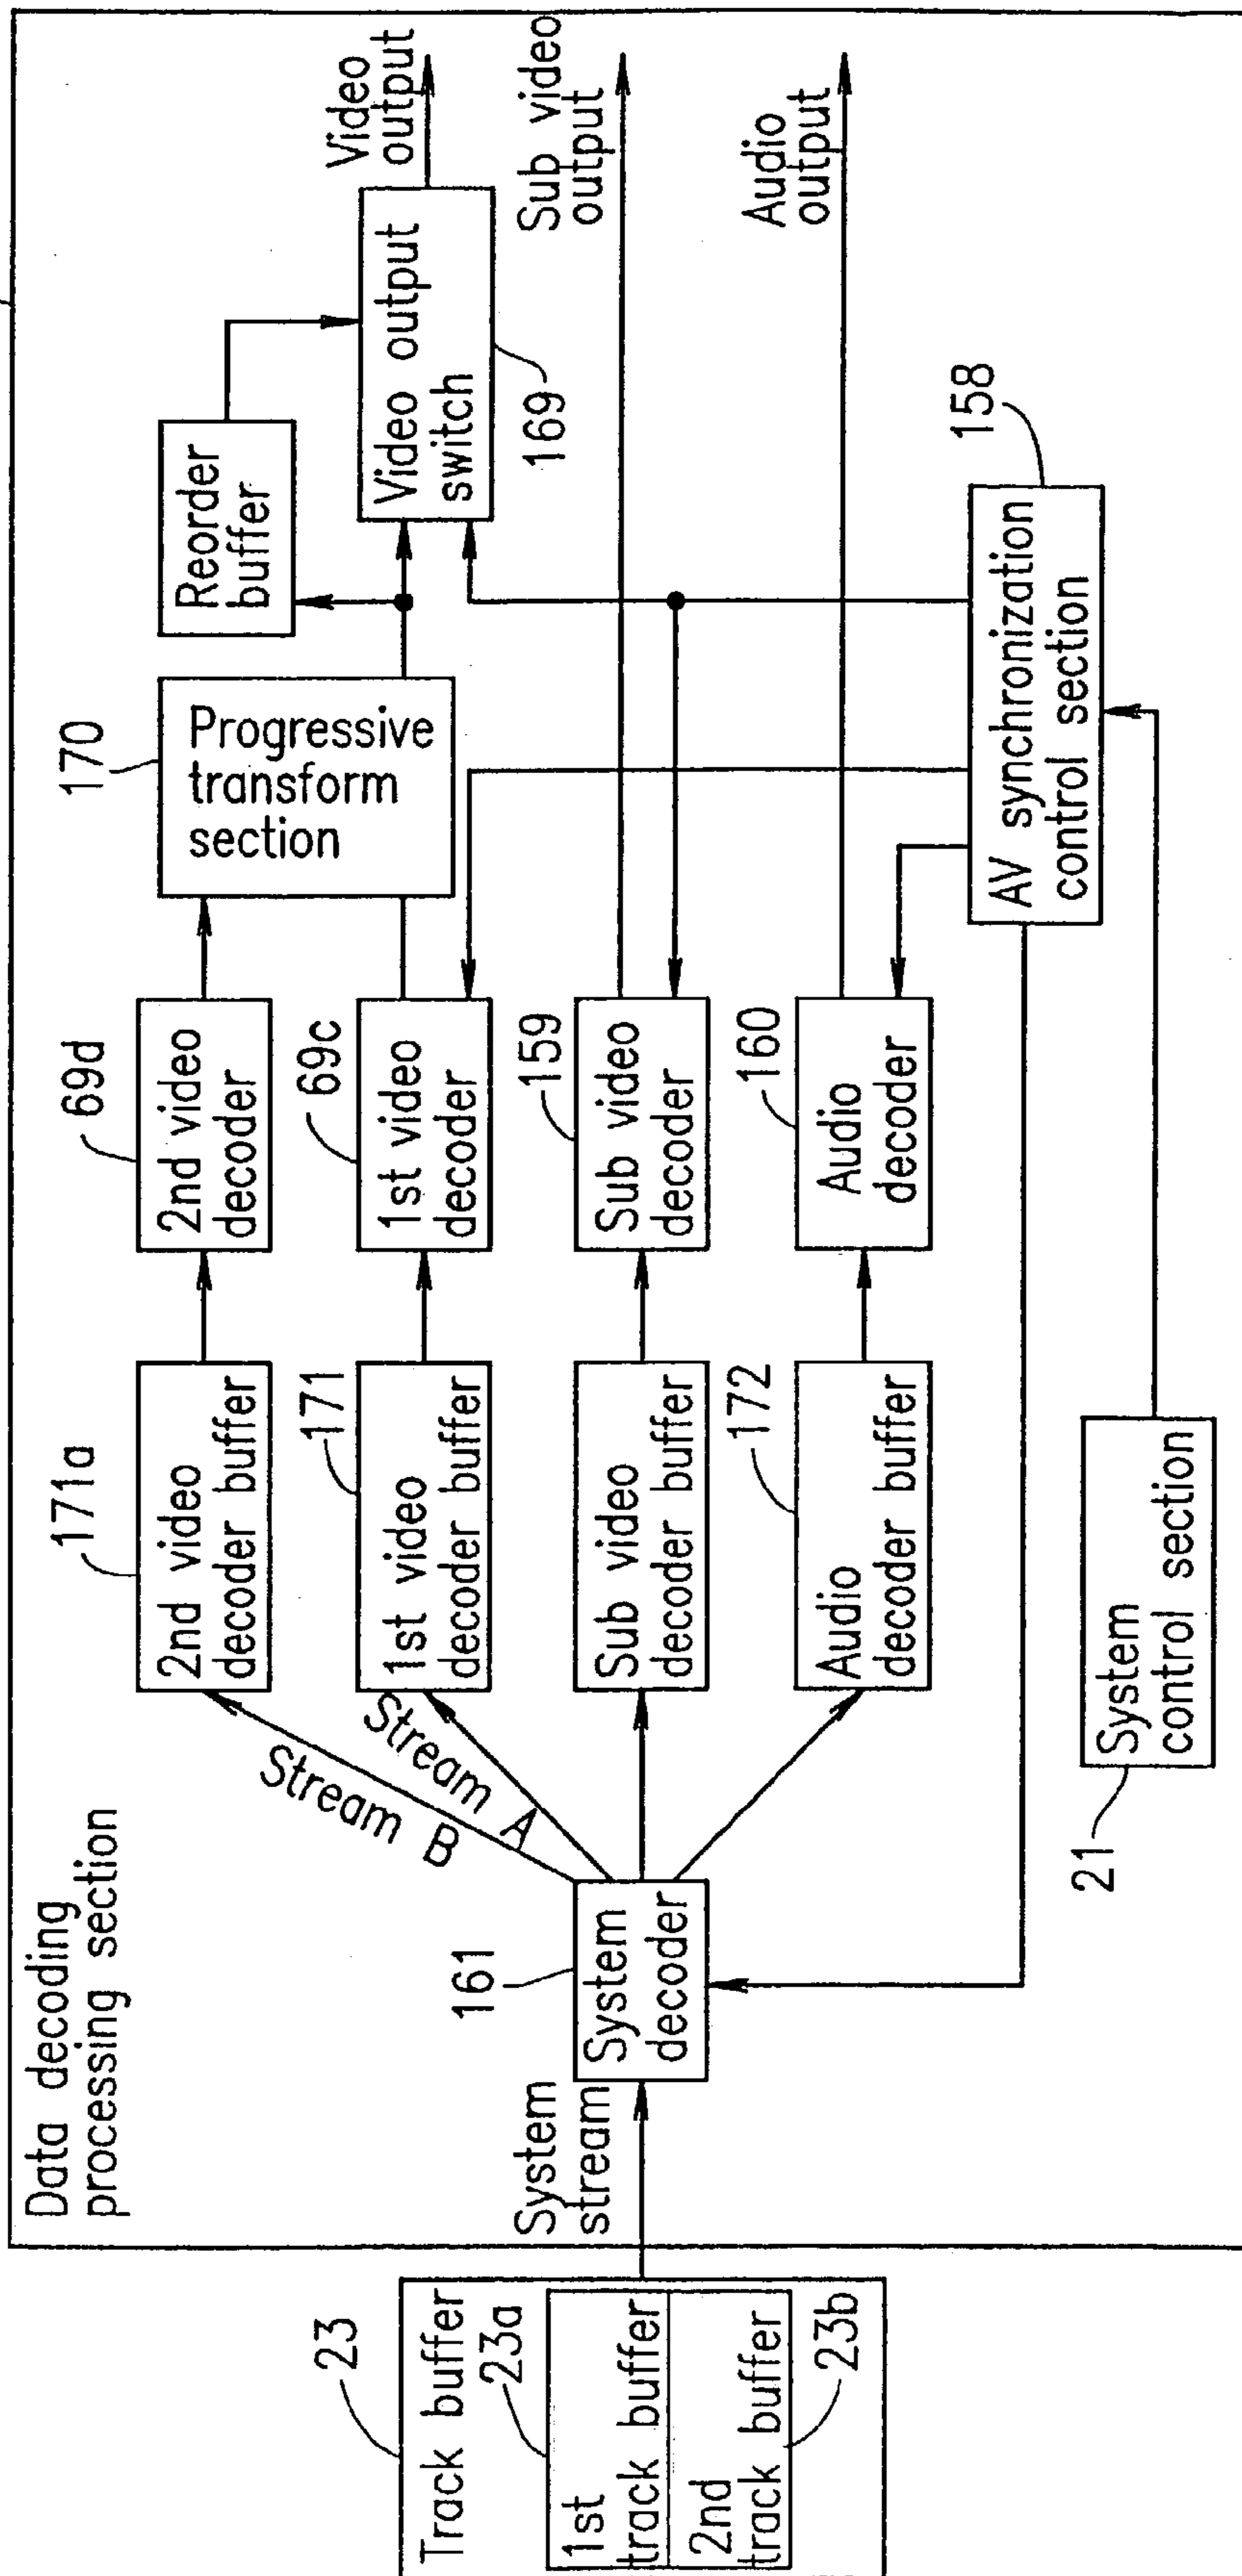 Data decoding
processing section
23
Track buffer
23a
1st
track buffer
2nd
track buffer
23b
System
stream
161
System
decoder
Stream B
Stream A
171a
2nd video
decoder buffer
171
1st video
decoder buffer
Sub video
decoder buffer
172
Audio
decoder buffer
69d
2nd video
decoder
69c
1st video
decoder
159
Sub video
decoder
160
Audio
decoder
170
Progressive
transform
section
Reorder
buffer
Video output
switch
169
Video
output
Sub video
output
Audio
output
158
AV synchronization
control section
21
System
control section